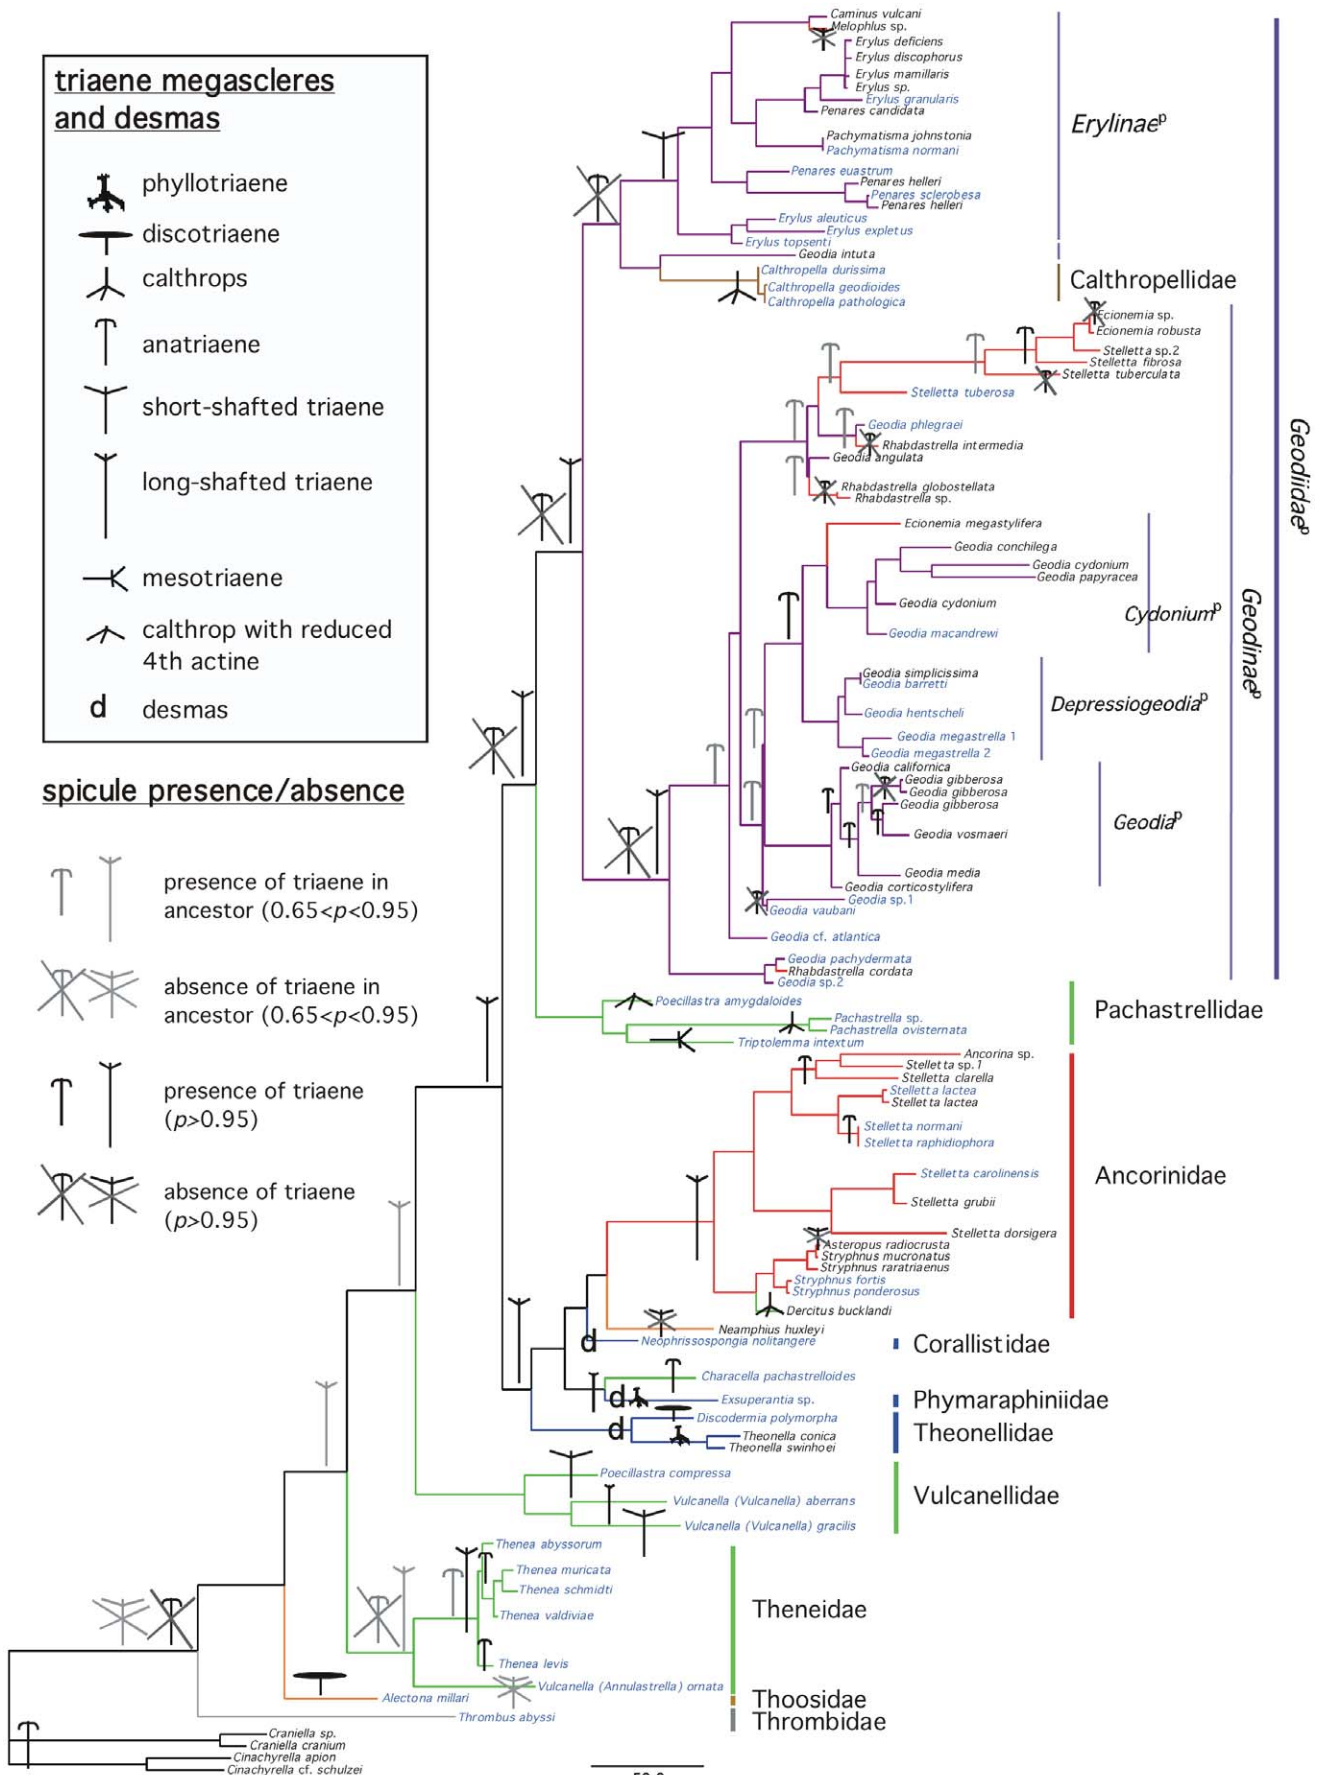 triaene megascleres
and desmas
phyllotriaene
discotriaene
calthrops
anatriaene
short-shafted triaene
long-shafted triaene
mesotriaene
calthrop with reduced
4th actine
d desmas
spicule presence/absence
presence of triaene in
ancestor (0.65<p<0.95)
absence of triaene in
ancestor (0.65<p<0.95)
presence of triaene
(p>0.95)
absence of triaene
(p>0.95)
Caminus vulcani
Melophlus sp.
Erylus deficiens
Erylus discophorus
Erylus mamillaris
Erylus sp.
Erylus granularis
Penares candidata
Pachymatisma johnstonia
Pachymatisma normani
Penares euastrum
Penares helleri
Penares sclerobesa
Penares helleri
Erylus aleuticus
Erylus expletus
Erylus topsenti
Geodia intuta
Calthropella durissima
Calthropella geodioides
Calthropella pathologica
Ecionemia sp.
Ecionemia robusta
Stelletta sp.2
Stelletta fibrosa
Stelletta tuberculata
Stelletta tuberosa
Geodia phlegraei
Rhabdastrella intermedia
Geodia angulata
Rhabdastrella globostellata
Rhabdastrella sp.
Ecionemia megastylifera
Geodia conchilega
Geodia cydonium
Geodia papyracea
Geodia cydonium
Geodia macandrewi
Geodia simplicissima
Geodia barretti
Geodia hentscheli
Geodia megastrella 1
Geodia megastrella 2
Geodia californica
Geodia gibberosa
Geodia gibberosa
Geodia gibberosa
Geodia vosmaeri
Geodia media
Geodia corticostylifera
Geodia sp.1
Geodia vaubani
Geodia cf. atlantica
Geodia pachydermata
Rhabdastrella cordata
Geodia sp.2
Poecillastra amygdaloides
Pachastrella sp.
Pachastrella ovisternata
Triptolemma intextum
Ancorina sp.
Stelletta sp.1
Stelletta clarella
Stelletta lactea
Stelletta lactea
Stelletta normani
Stelletta raphidiophora
Stelletta carolinensis
Stelletta grubii
Stelletta dorsigera
Asteropus radiocrusta
Stryphnus mucronatus
Stryphnus raratriaenus
Stryphnus fortis
Stryphnus ponderosus
Dercitus bucklandi
Neamphius huxleyi
d Neophrissospongia nolitangere
Characella pachastrelloides
d Exsuperantia sp.
d Discodermia polymorpha
Theonella conica
Theonella swinhoei
Poecillastra compressa
Vulcanella (Vulcanella) aberrans
Vulcanella (Vulcanella) gracilis
Thenea abyssorum
Thenea muricata
Thenea schmidti
Thenea valdiviae
Thenea levis
Vulcanella (Annulastrella) ornata
Alectona millari
Thrombus abyssi
Craniella sp.
Craniella cranium
Cinachyrella apion
Cinachyrella cf. schulzei
Erylinaep
Calthropellidae
Geodiidaep
Geodinaep
Cydoniump
Depressiogeodiap
Geodiap
Pachastrellidae
Ancorinidae
Corallistidae
Phymaraphiniidae
Theonellidae
Vulcanellidae
Theneidae
Thoosidae
Thrombidae